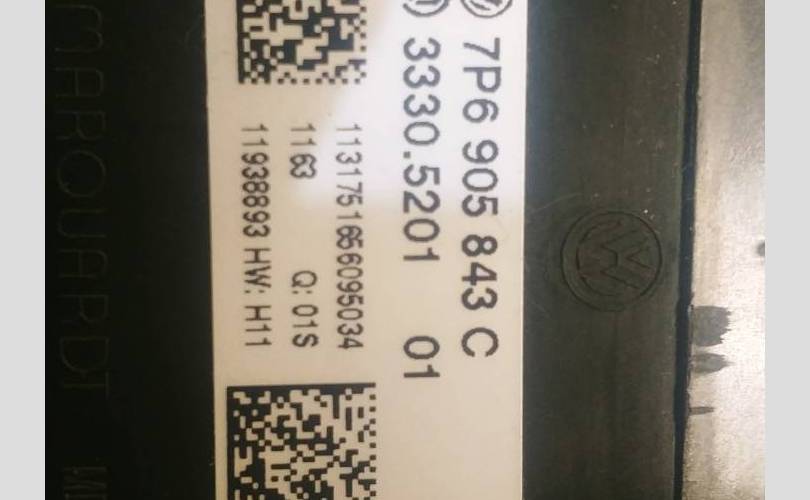 7P6 905 843 C
3330.5201 01
1131751656095034
1163 Q: 01S
11938893 HW: H11
MARQUARDT